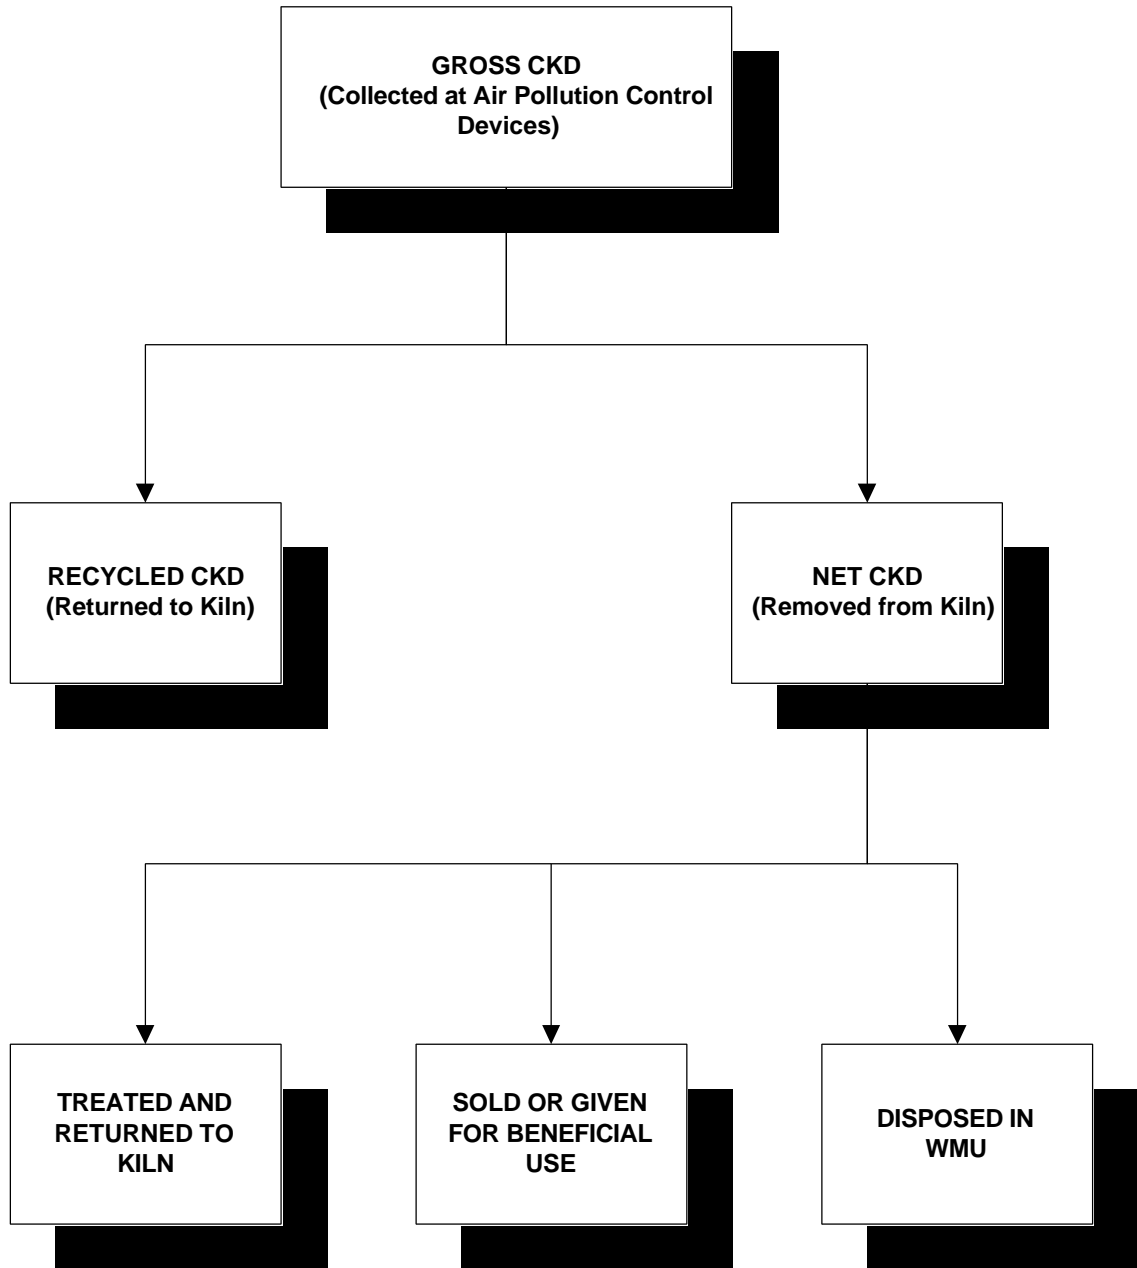 GROSS CKD
(Collected at Air Pollution Control
Devices)
RECYCLED CKD
(Returned to Kiln)
NET CKD
(Removed from Kiln)
TREATED AND
RETURNED TO
KILN
SOLD OR GIVEN
FOR BENEFICIAL
USE
DISPOSED IN
WMU